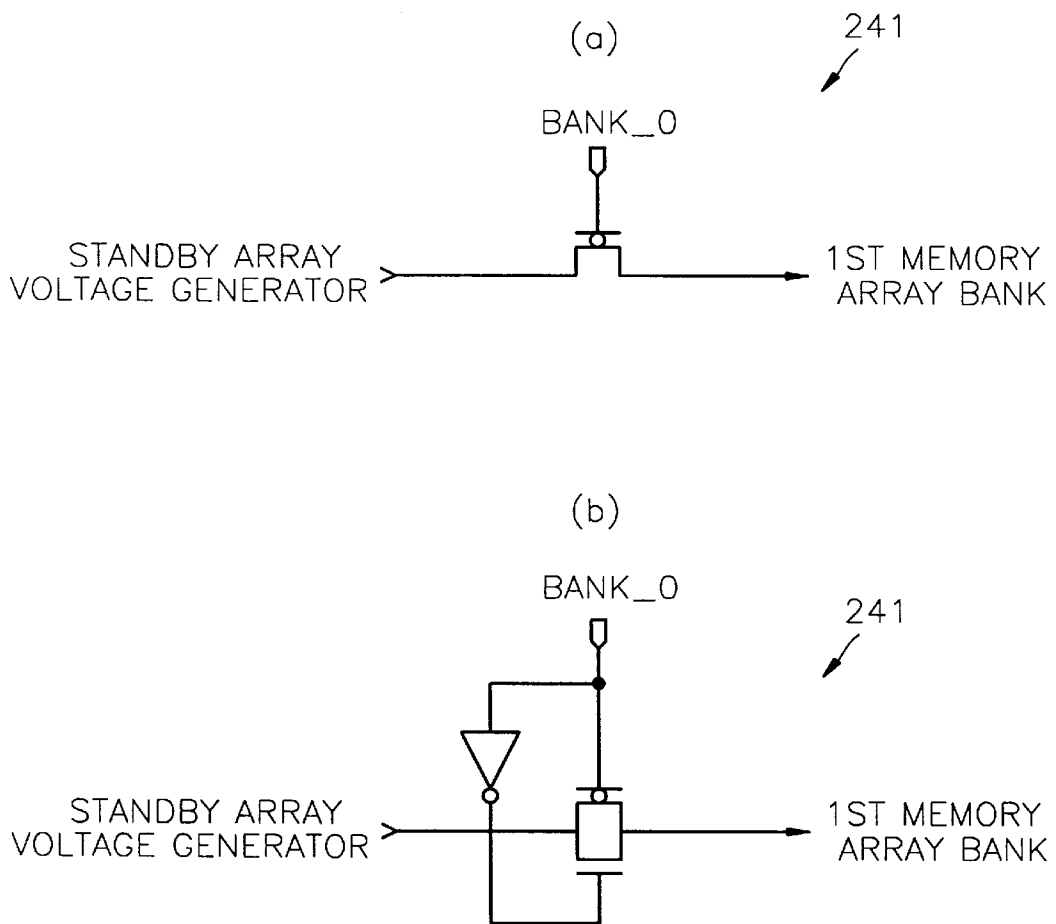 (a)
241
BANK_0
STANDBY ARRAY
VOLTAGE GENERATOR
1ST MEMORY
ARRAY BANK
(b)
BANK_0
241
STANDBY ARRAY
VOLTAGE GENERATOR
1ST MEMORY
ARRAY BANK